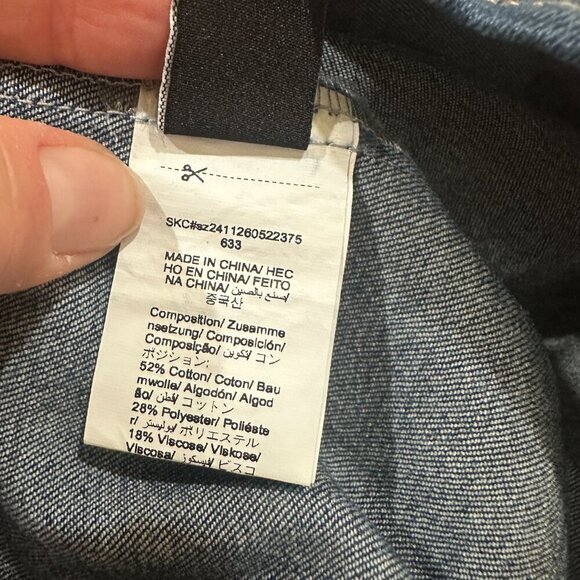 SKC#sz2411260522375
633
MADE IN CHINA/ HEC
HO EN CHINA/ FEITO
NA CHINA/ صنع بالصين/
중국산
Composition/ Zusamme
nsetzung/ Composición/
Composição/ تكوين/ コン
ポジション:
52% Cotton/ Coton/ Bau
mwolle/ Algodón/ Algod
ão/ قطن/ コットン
28% Polyester/ Poliéste
r/ بوليستر/ ポリエステル
18% Viscose/ Viskose/
Viscosa/ فيسكوز/ ビスコ